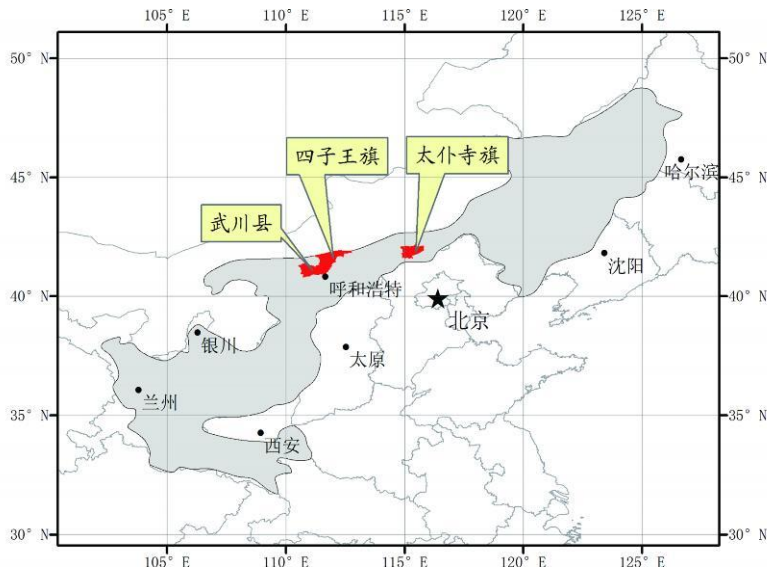 105° E 110° E 115° E 120° E 125° E
50° N 50° N
45° N 45° N
四子王旗 太仆寺旗
哈尔滨
武川县
沈阳
呼和浩特
40° N 40° N
北京
银川
太原
兰州
35° N 35° N
西安
30° N 30° N
105° E 110° E 115° E 120° E 125° E